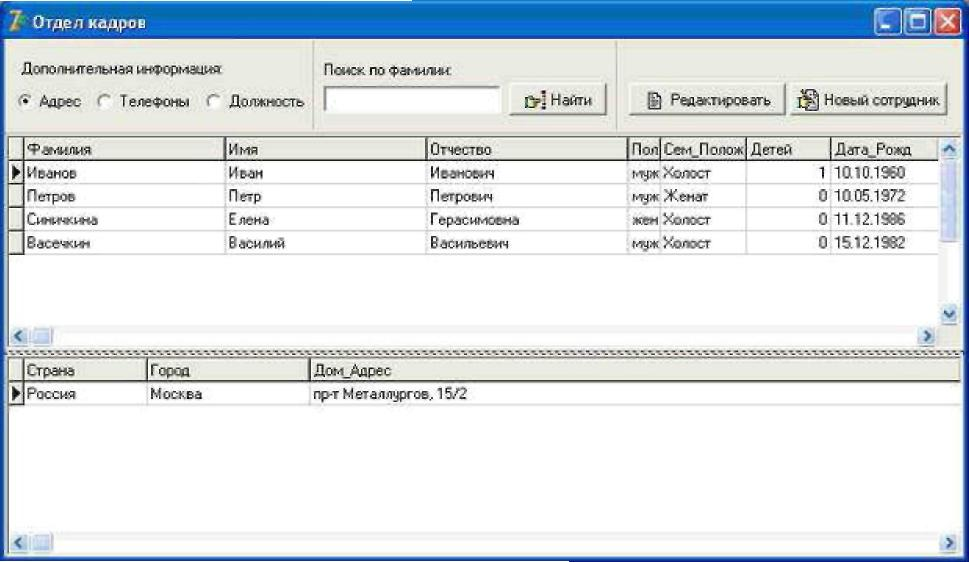 Отдел кадров
Дополнительная информация: Поиск по фамилии:
Адрес Телефоны Должность Найти Редактировать Новый сотрудник
Фамилия Имя Отчество Пол Сем_Полож Детей Дата_Рожд
Иванов Иван Иванович муж Холост 1 10.10.1960
Петров Петр Петрович муж Женат 0 10.05.1972
Синичкина Елена Герасимовна жен Холост 0 11.12.1986
Васечкин Василий Васильевич муж Холост 0 15.12.1982
Страна Город Дом_Адрес
Россия Москва пр-т Металлургов, 15/2